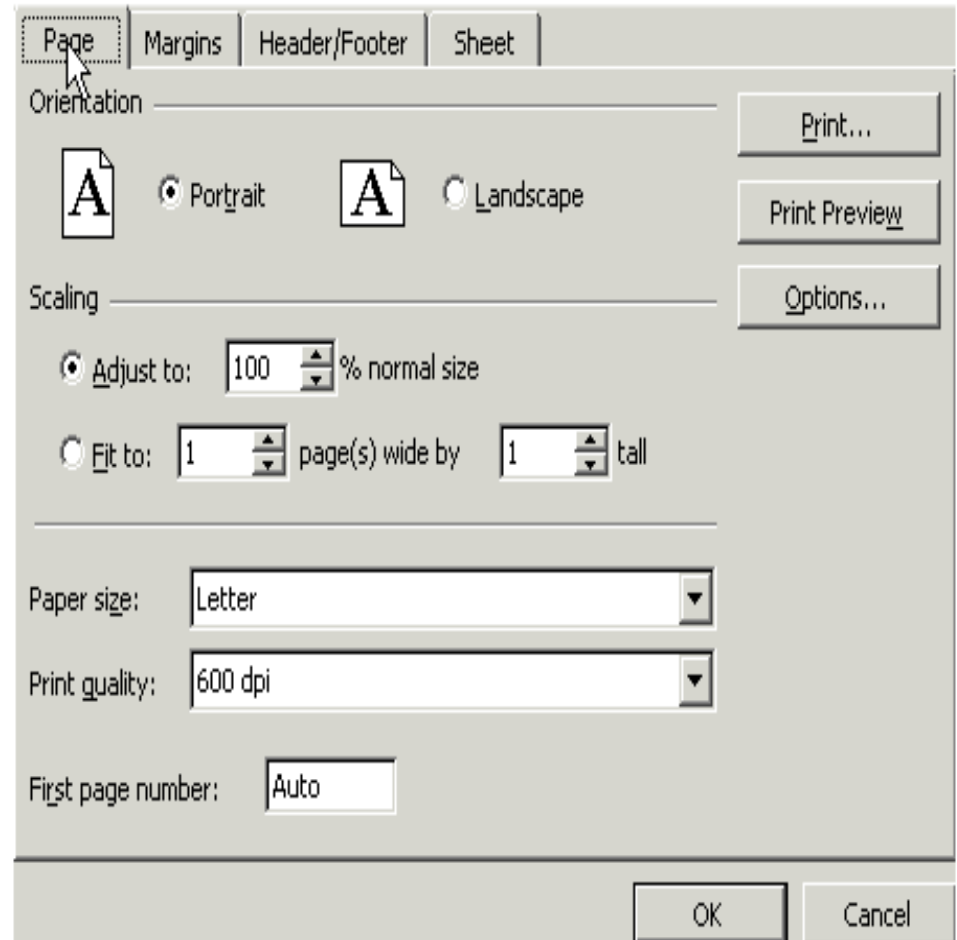 Page Margins Header/Footer Sheet
Orientation
Print...
A Portrait A Landscape
Print Preview
Scaling
Options...
Adjust to: 100 % normal size
Fit to: 1 page(s) wide by 1 tall
Paper size: Letter
Print quality: 600 dpi
First page number: Auto
OK Cancel